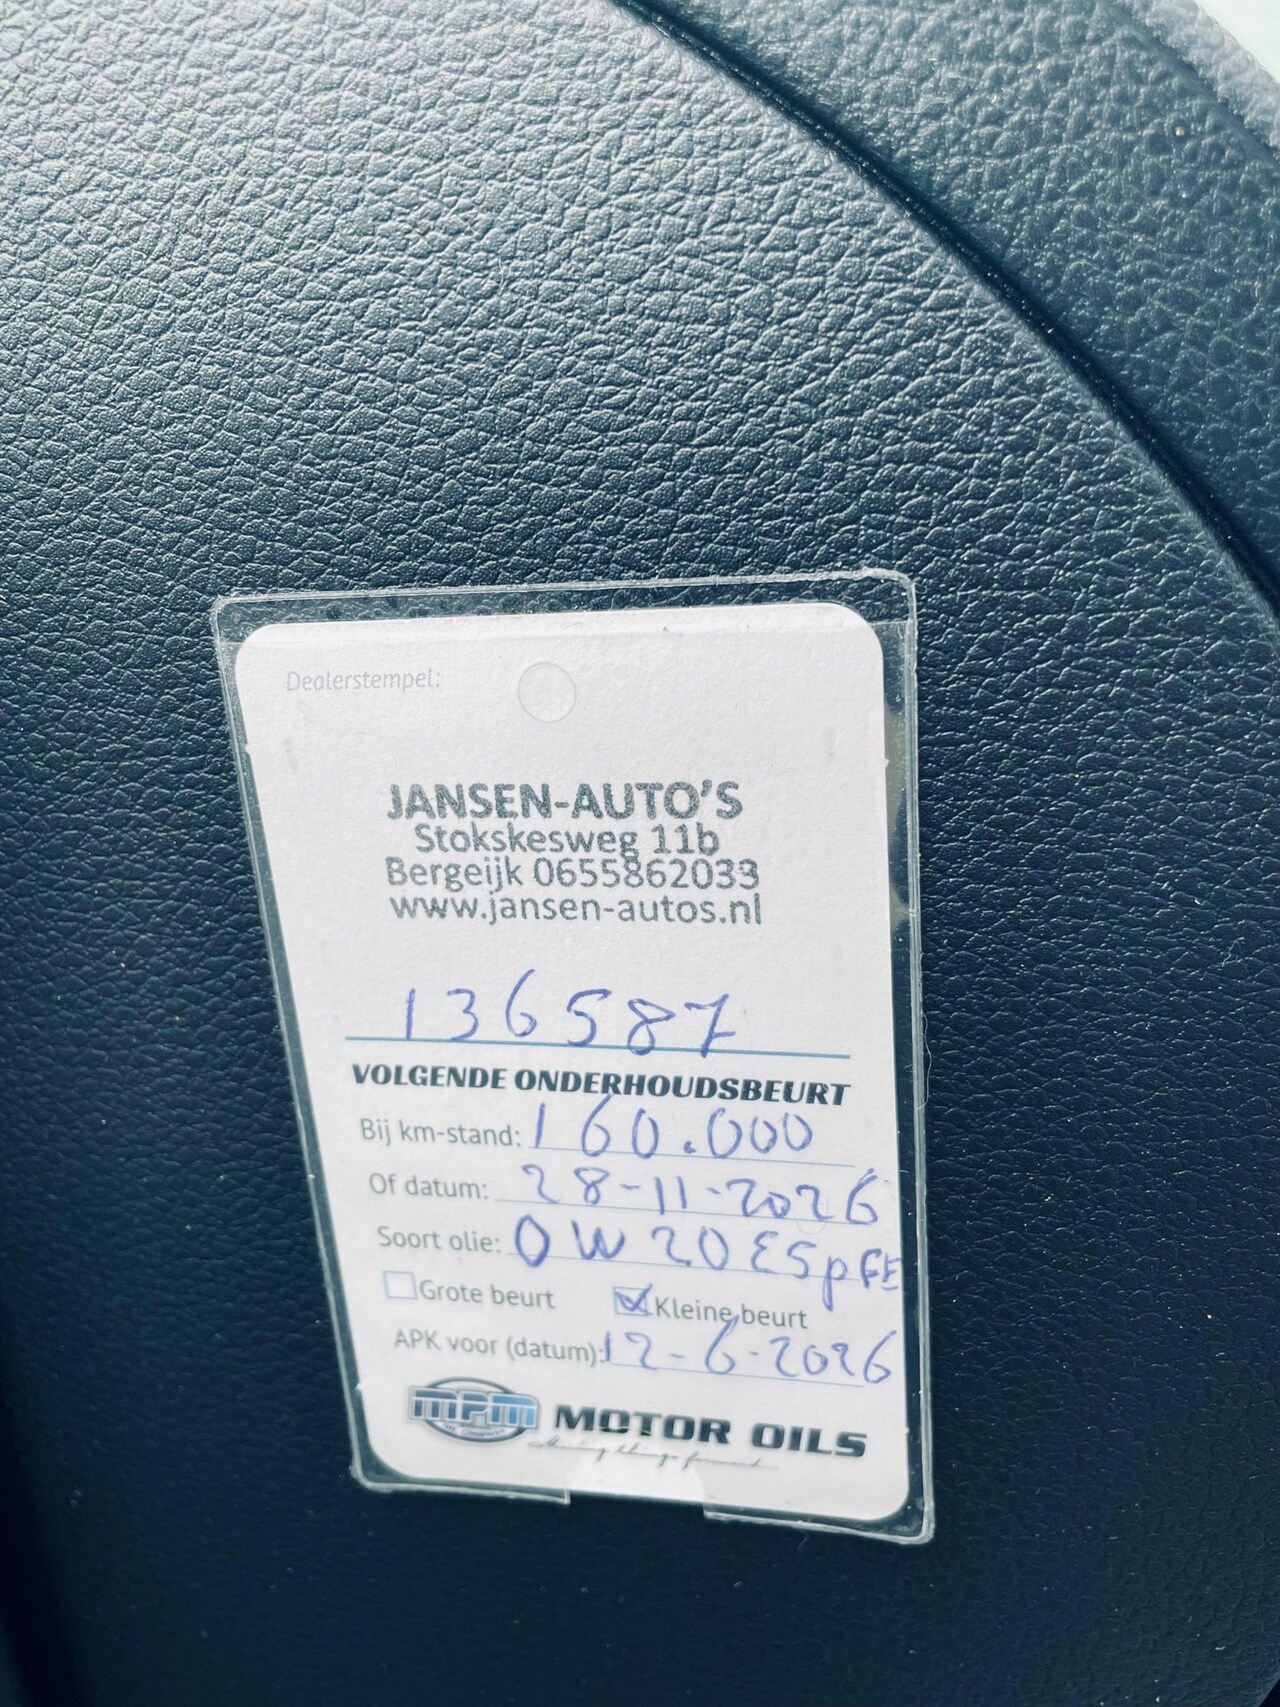 Dealerstempel:
JANSEN-AUTO'S
Stokskesweg 11b
Bergeijk 0655862033
www.jansen-autos.nl
136587
VOLGENDE ONDERHOUDSBEURT
Bij km-stand: 160.000
Of datum: 28-11-2026
Soort olie: 0W20 ESP FE
Grote beurt Kleine beurt
APK voor (datum): 12-6-2026
MPM MOTOR OILS